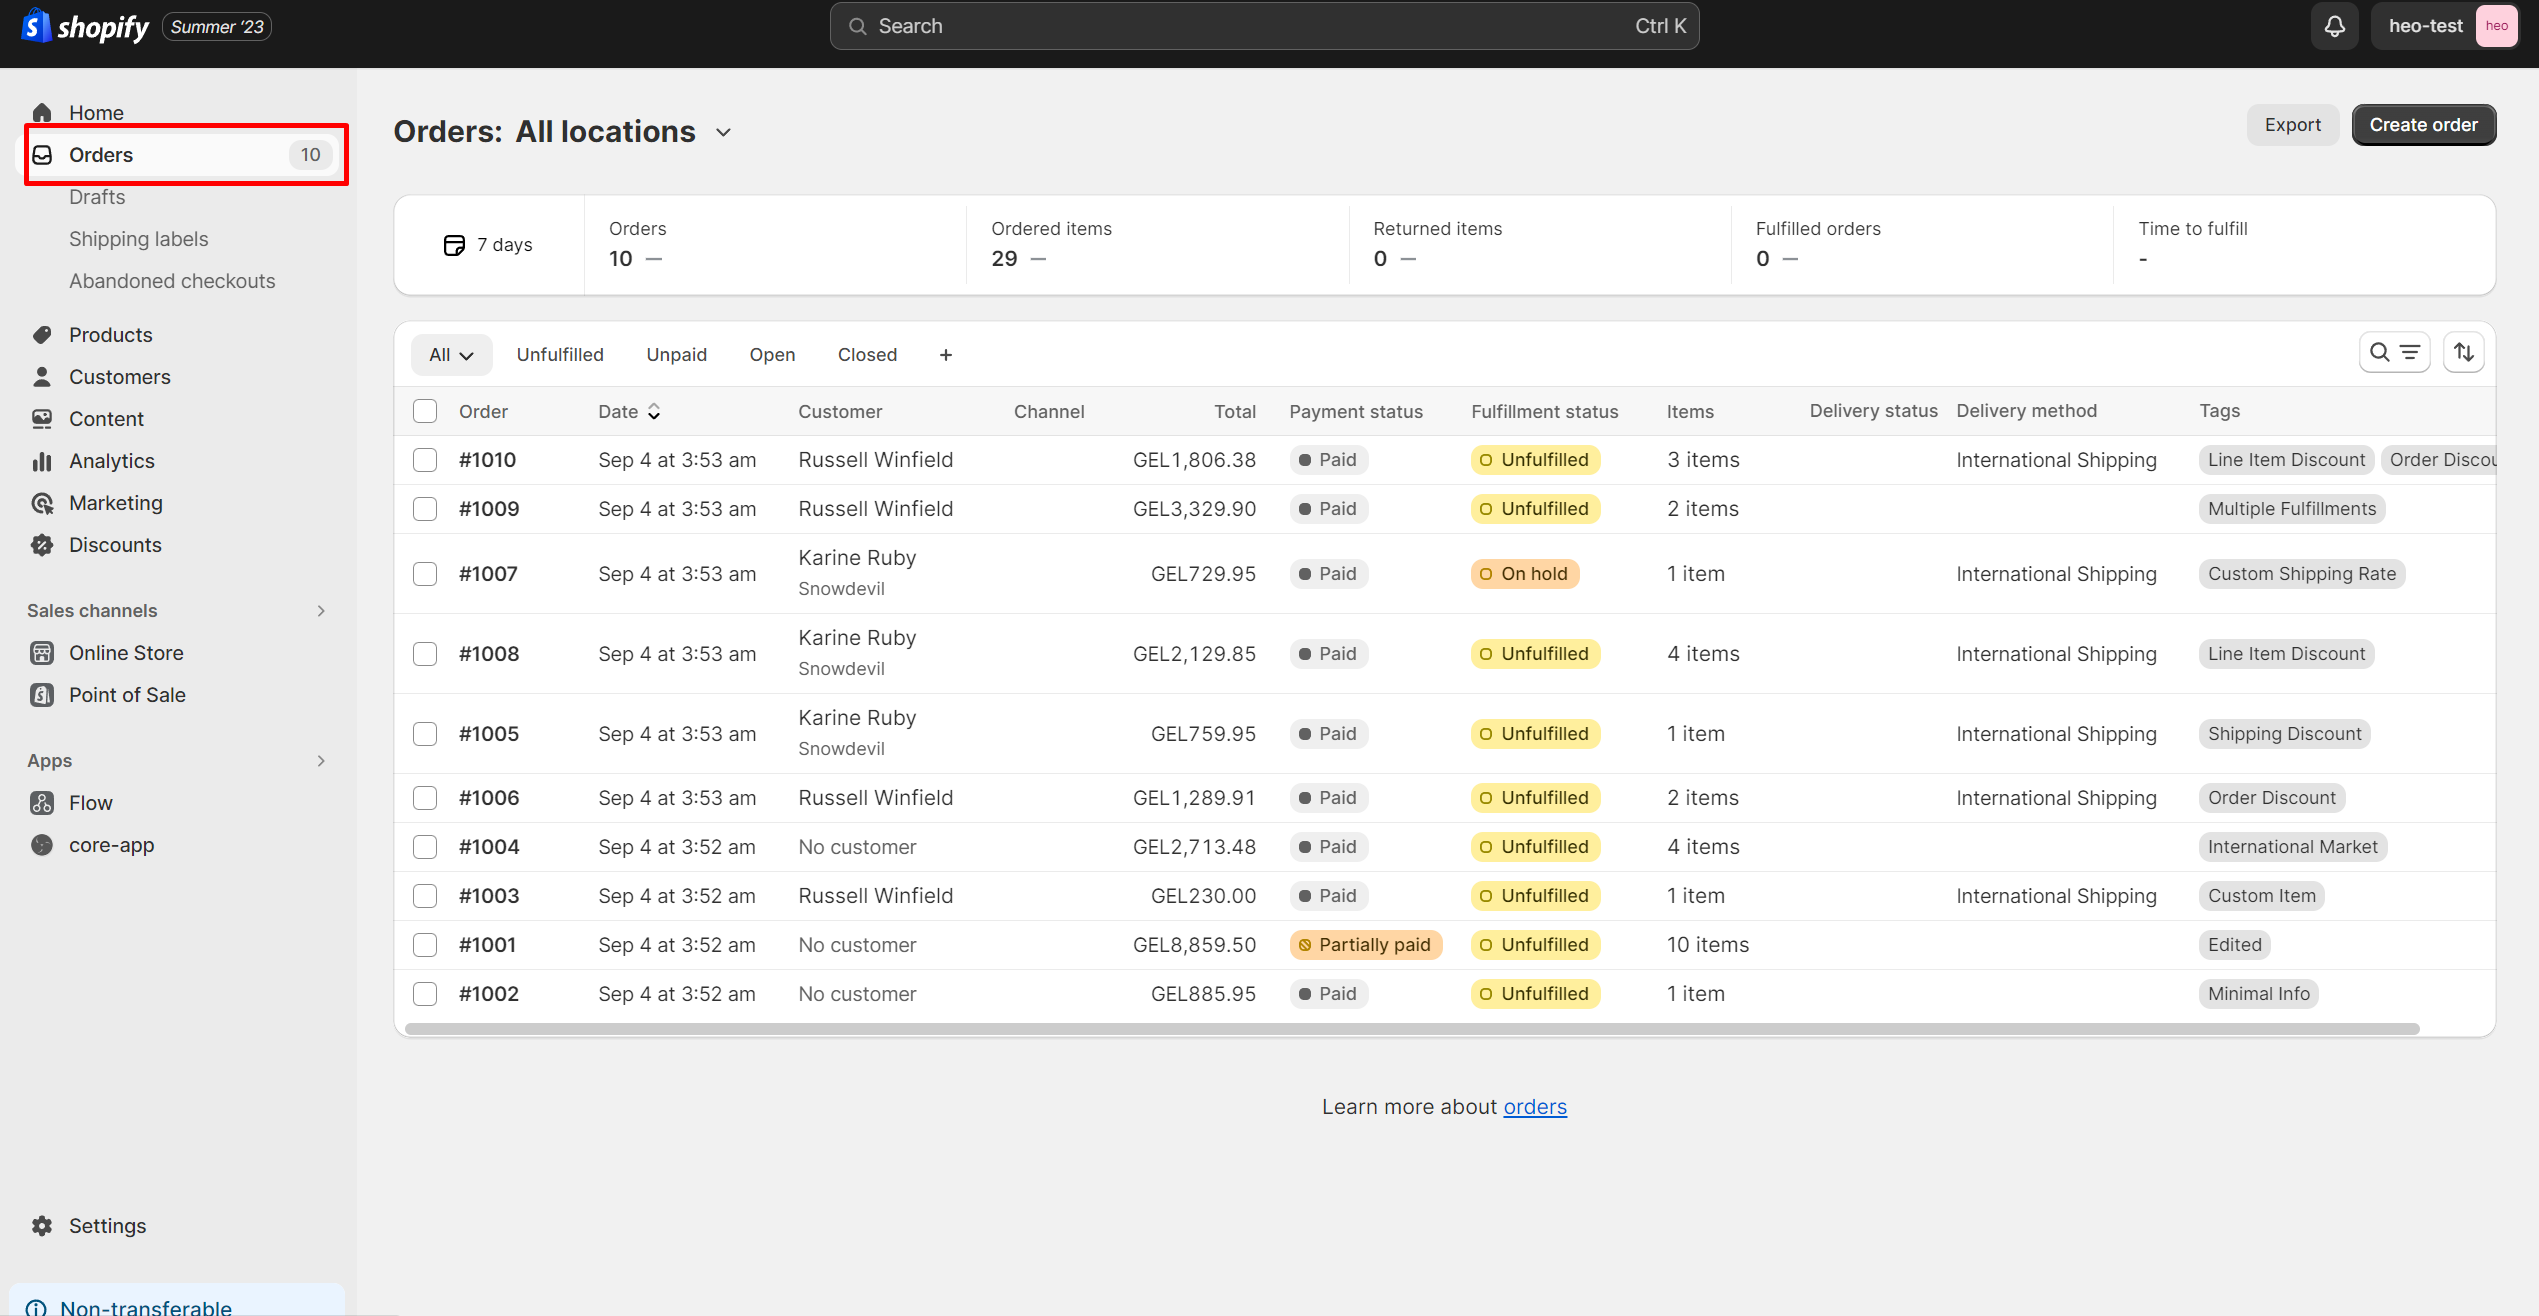 shopify Summer '23
Search Ctrl K
heo-test heo
Home
Orders 10
Drafts
Shipping labels
Abandoned checkouts
Products
Customers
Content
Analytics
Marketing
Discounts
Sales channels
Online Store
Point of Sale
Apps
Flow
core-app
Settings
Non-transferable
Orders: All locations
Export Create order
7 days
Orders
10 —
Ordered items
29 —
Returned items
0 —
Fulfilled orders
0 —
Time to fulfill
-
All Unfulfilled Unpaid Open Closed +
Order Date Customer Channel Total Payment status Fulfillment status Items Delivery status Delivery method Tags
#1010 Sep 4 at 3:53 am Russell Winfield GEL1,806.38 Paid Unfulfilled 3 items International Shipping Line Item Discount Order Discou
#1009 Sep 4 at 3:53 am Russell Winfield GEL3,329.90 Paid Unfulfilled 2 items Multiple Fulfillments
#1007 Sep 4 at 3:53 am Karine Ruby Snowdevil GEL729.95 Paid On hold 1 item International Shipping Custom Shipping Rate
#1008 Sep 4 at 3:53 am Karine Ruby Snowdevil GEL2,129.85 Paid Unfulfilled 4 items International Shipping Line Item Discount
#1005 Sep 4 at 3:53 am Karine Ruby Snowdevil GEL759.95 Paid Unfulfilled 1 item International Shipping Shipping Discount
#1006 Sep 4 at 3:53 am Russell Winfield GEL1,289.91 Paid Unfulfilled 2 items International Shipping Order Discount
#1004 Sep 4 at 3:52 am No customer GEL2,713.48 Paid Unfulfilled 4 items International Market
#1003 Sep 4 at 3:52 am Russell Winfield GEL230.00 Paid Unfulfilled 1 item International Shipping Custom Item
#1001 Sep 4 at 3:52 am No customer GEL8,859.50 Partially paid Unfulfilled 10 items Edited
#1002 Sep 4 at 3:52 am No customer GEL885.95 Paid Unfulfilled 1 item Minimal Info
Learn more about orders